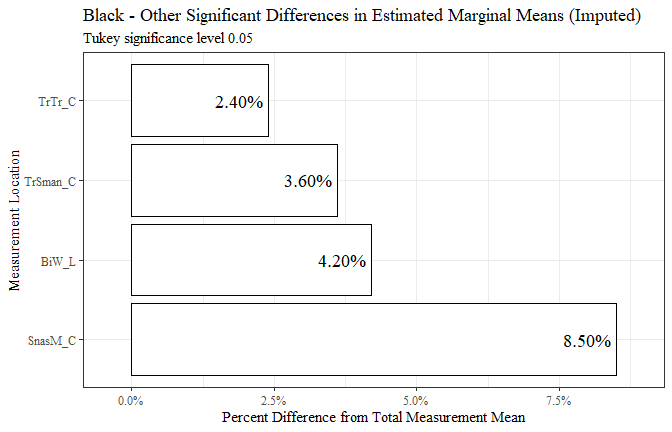 Black - Other Significant Differences in Estimated Marginal Means (Imputed)
Tukey significance level 0.05
Measurement Location
TrTr_C
2.40%
TrSman_C
3.60%
BiW_L
4.20%
SnasM_C
8.50%
0.0%
2.5%
5.0%
7.5%
Percent Difference from Total Measurement Mean